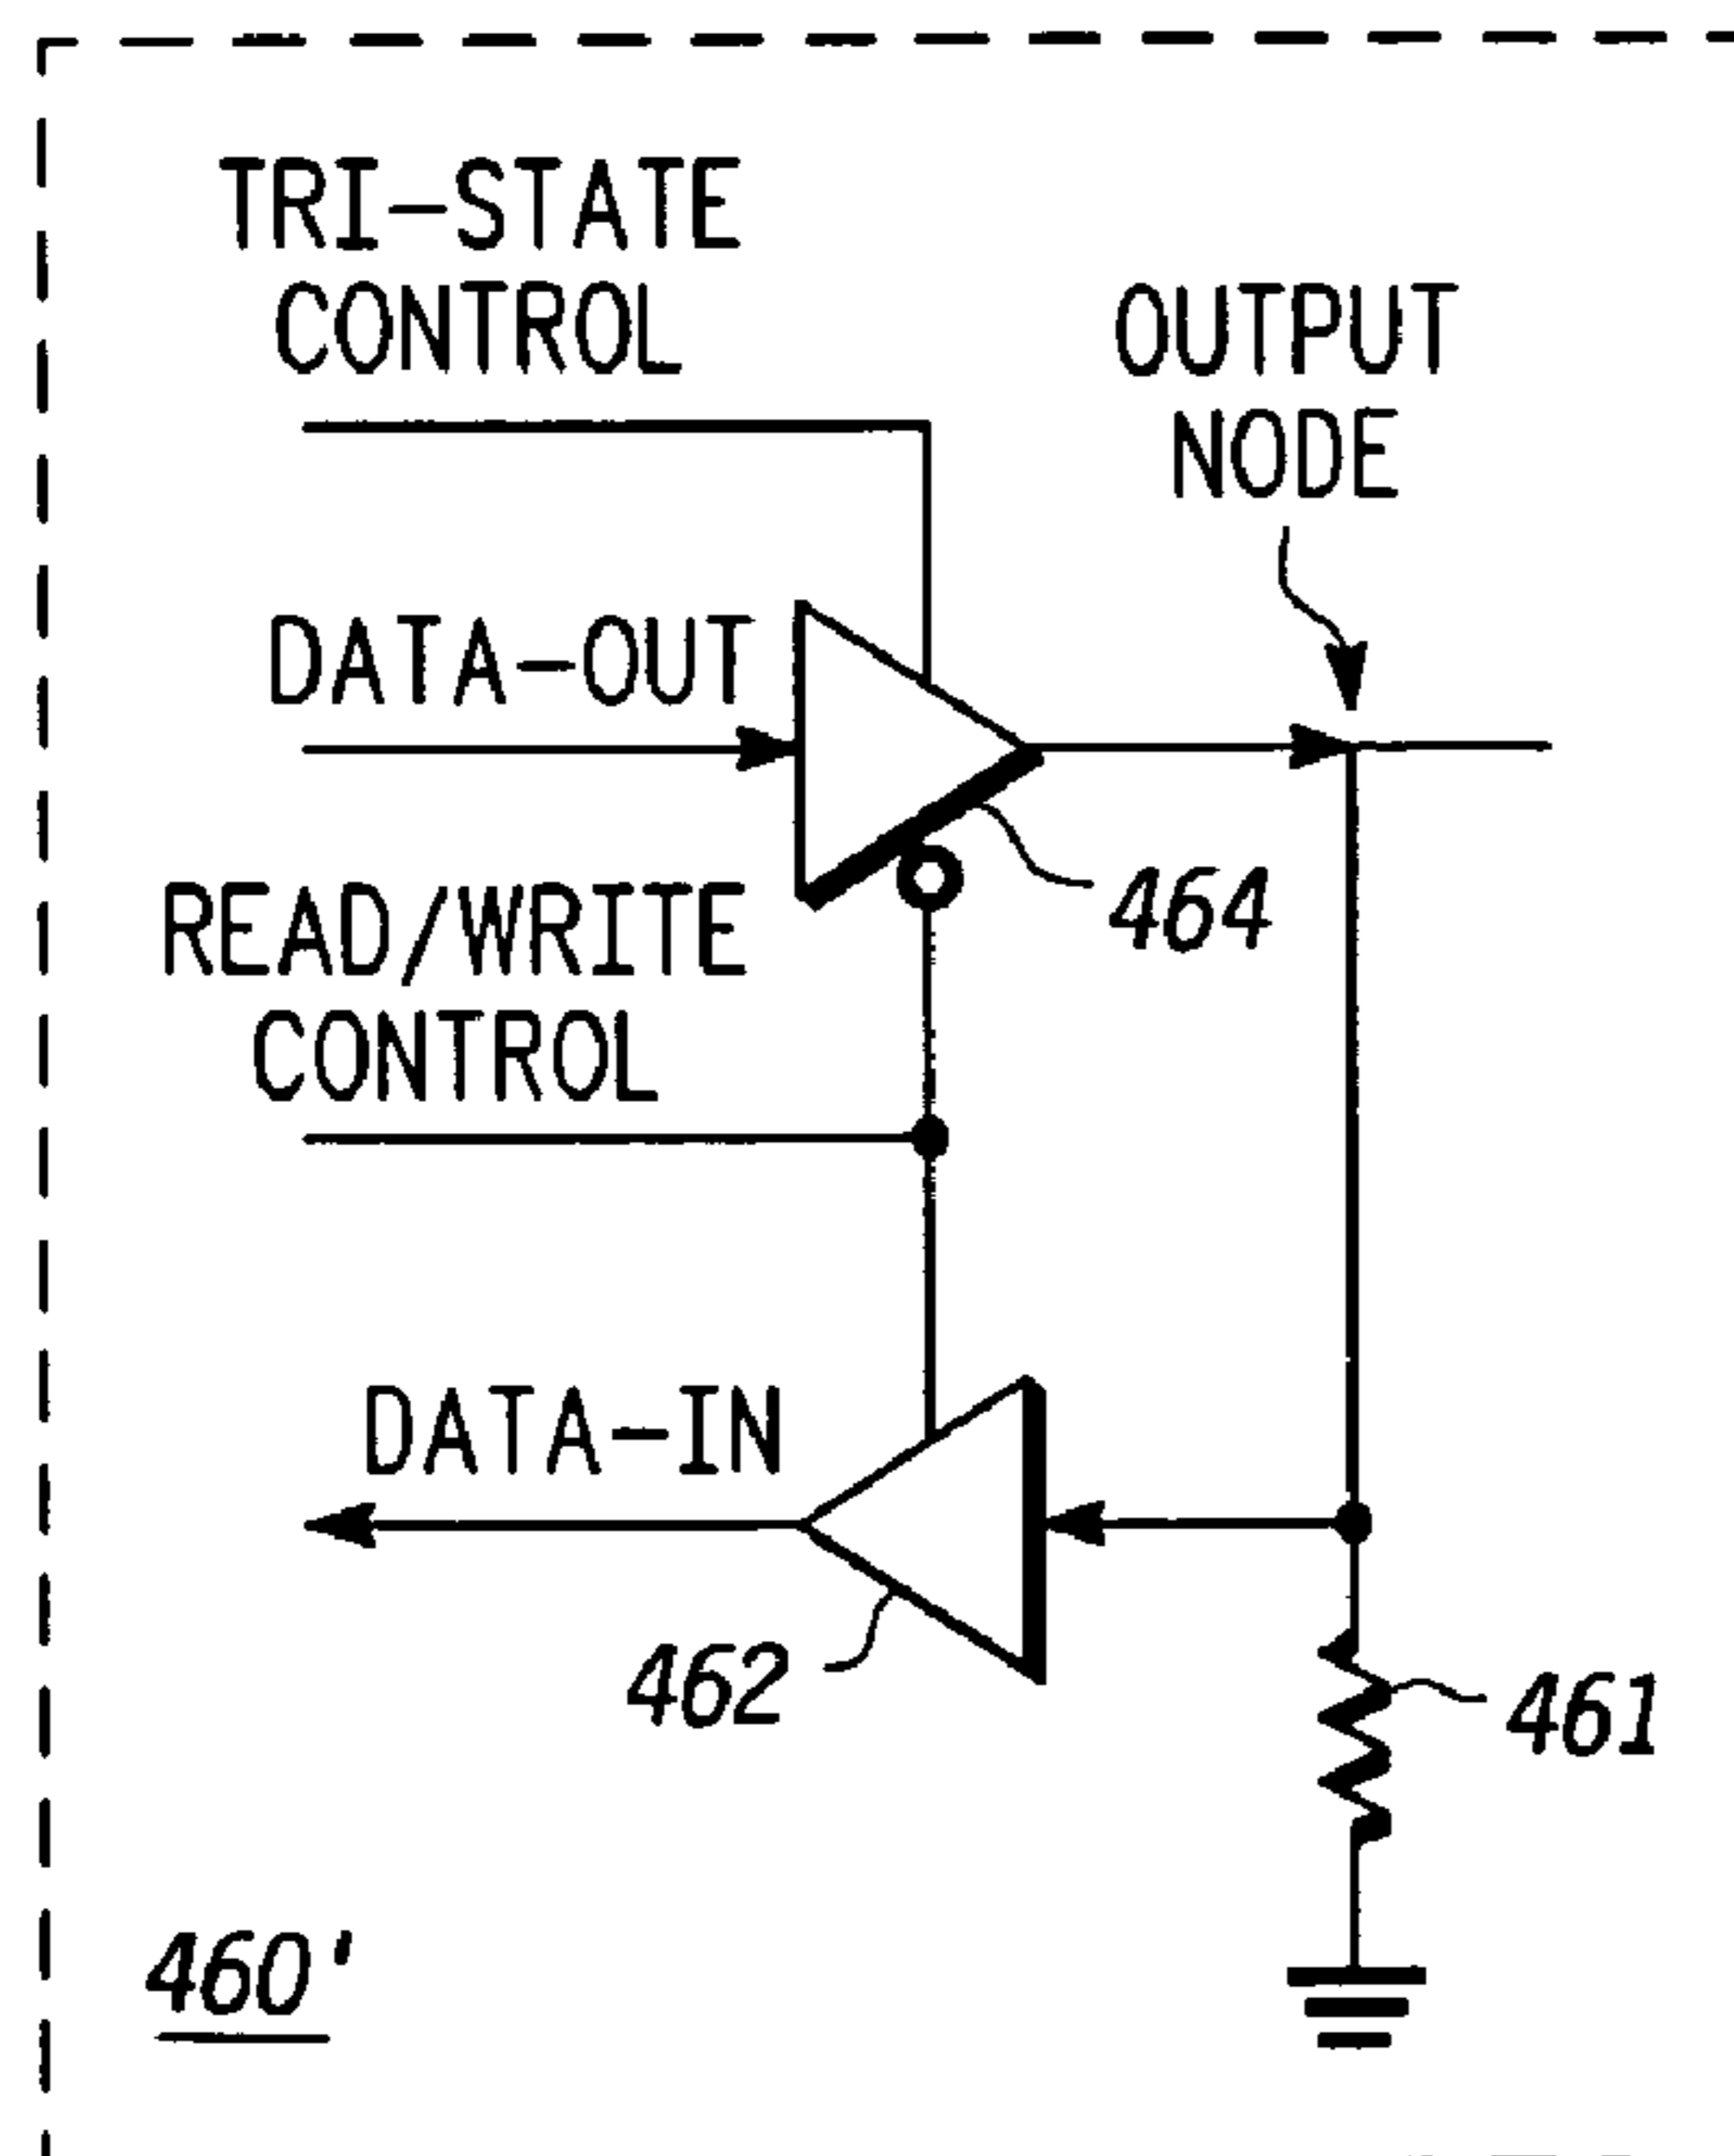 TRI-STATE
CONTROL
OUTPUT
NODE
DATA-OUT
464
READ/WRITE
CONTROL
DATA-IN
462
461
460'